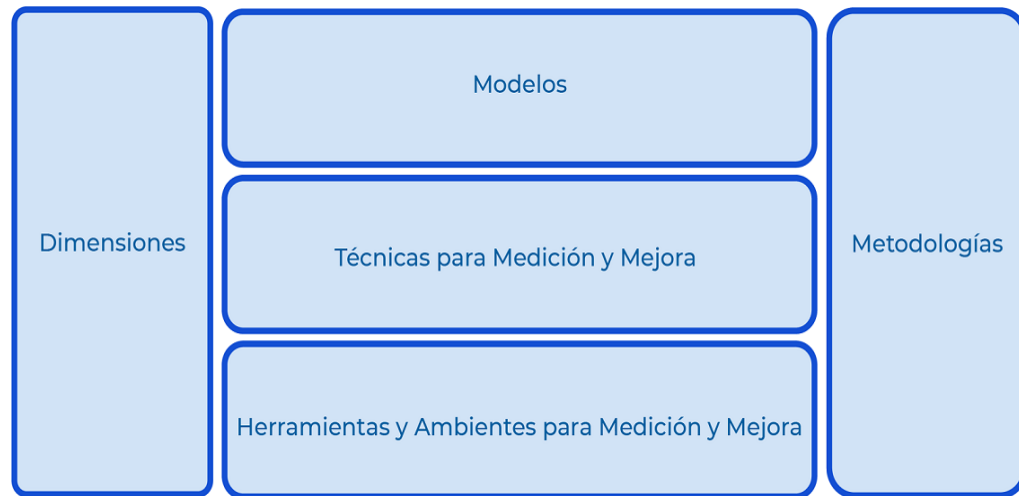 Modelos
Dimensiones
Técnicas para Medición y Mejora
Metodologías
Herramientas y Ambientes para Medición y Mejora